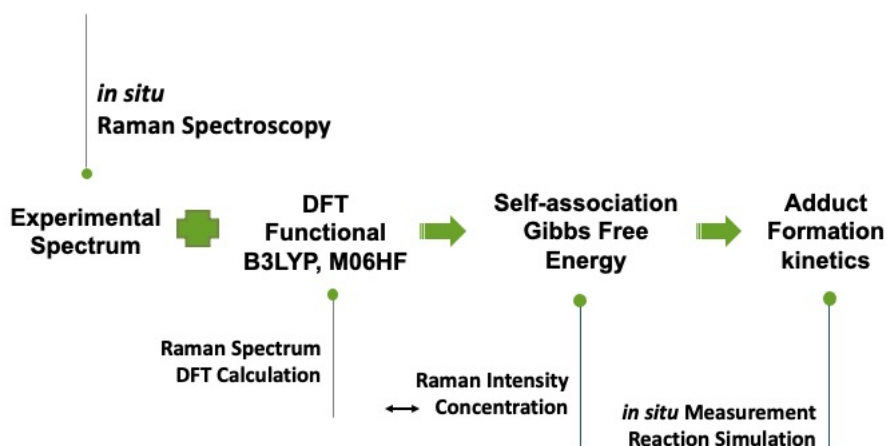 in situ
Raman Spectroscopy
Experimental
Spectrum
DFT
Functional
B3LYP, M06HF
Self-association
Gibbs Free
Energy
Adduct
Formation
kinetics
Raman Spectrum
DFT Calculation
Raman Intensity
Concentration
in situ Measurement
Reaction Simulation